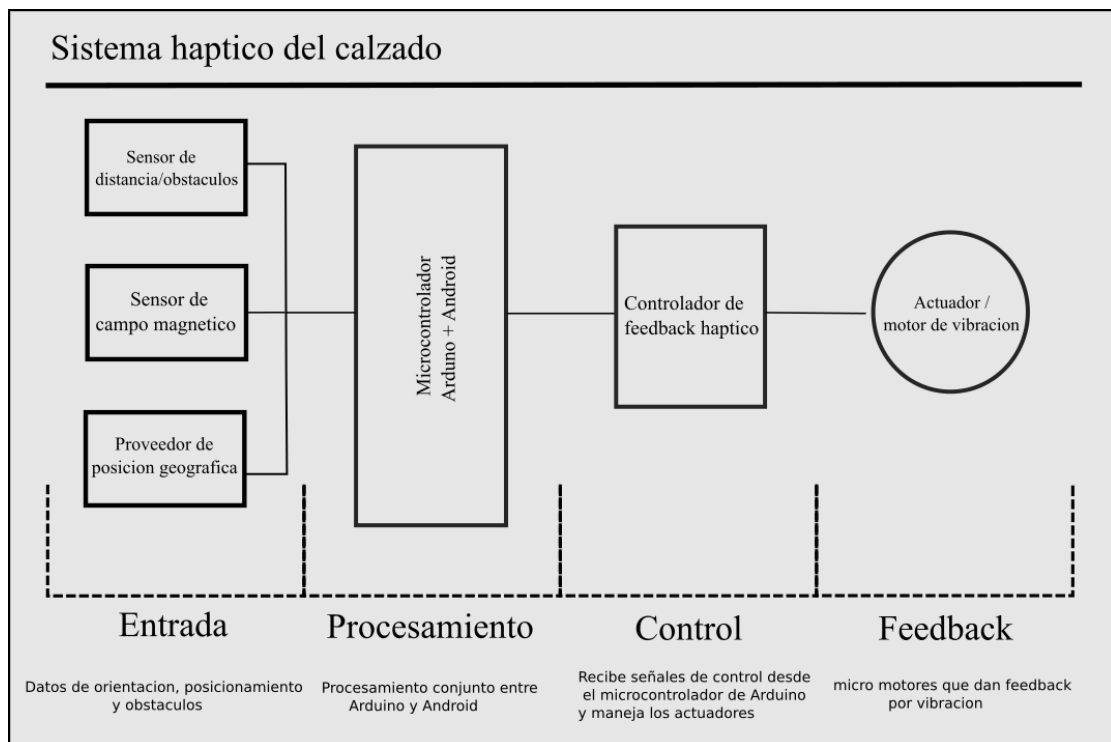 Sistema haptico del calzado
Sensor de
distancia/obstaculos
Sensor de
campo magnetico
Proveedor de
posicion geografica
Microcontrolador
Arduno + Android
Controlador de
feedback haptico
Actuador /
motor de vibracion
Entrada
Datos de orientacion, posicionamiento
y obstaculos
Procesamiento
Procesamiento conjunto entre
Arduino y Android
Control
Recibe señales de control desde
el microcontrolador de Arduino
y maneja los actuadores
Feedback
micro motores que dan feedback
por vibracion